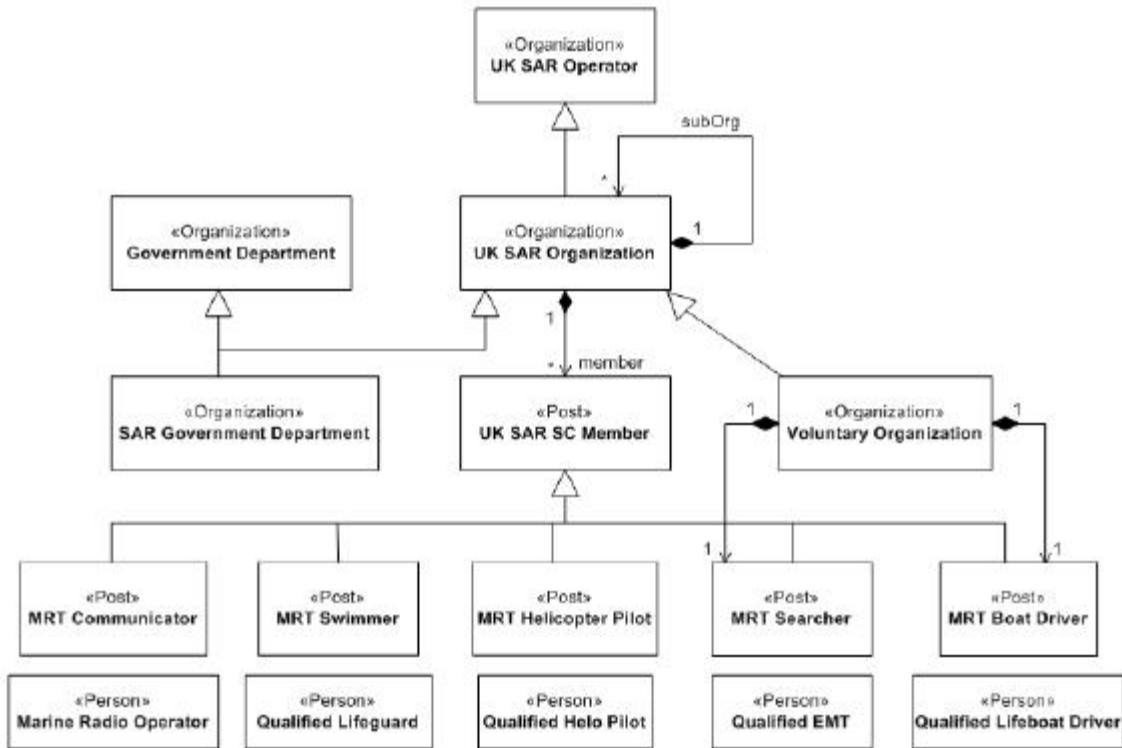 «Organization»
UK SAR Operator
subOrg
*
«Organization»
Government Department
«Organization»
UK SAR Organization
1
1
* member
«Organization»
SAR Government Department
«Post»
UK SAR SC Member
1
«Organization»
Voluntary Organization
1
1
1
«Post»
MRT Communicator
«Post»
MRT Swimmer
«Post»
MRT Helicopter Pilot
«Post»
MRT Searcher
«Post»
MRT Boat Driver
«Person»
Marine Radio Operator
«Person»
Qualified Lifeguard
«Person»
Qualified Helo Pilot
«Person»
Qualified EMT
«Person»
Qualified Lifeboat Driver